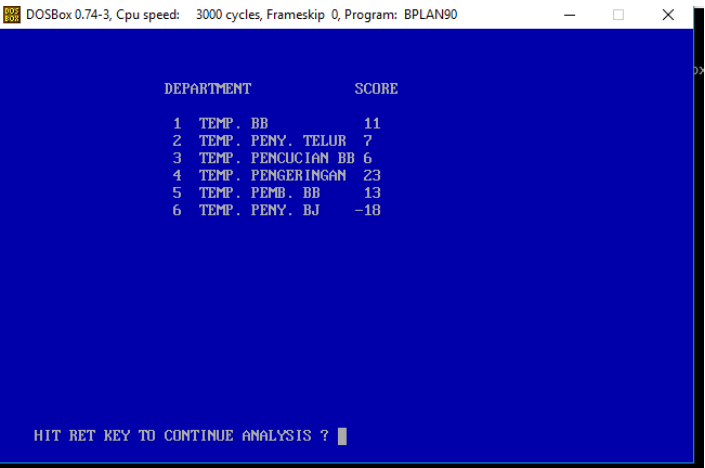 DOSBox 0.74-3, Cpu speed: 3000 cycles, Frameskip 0, Program: BPLAN90
DEPARTMENT SCORE
1 TEMP. BB 11
2 TEMP. PENY. TELUR 7
3 TEMP. PENCUCIAN BB 6
4 TEMP. PENGERINGAN 23
5 TEMP. PEMB. BB 13
6 TEMP. PENY. BJ -18
HIT RET KEY TO CONTINUE ANALYSIS ?